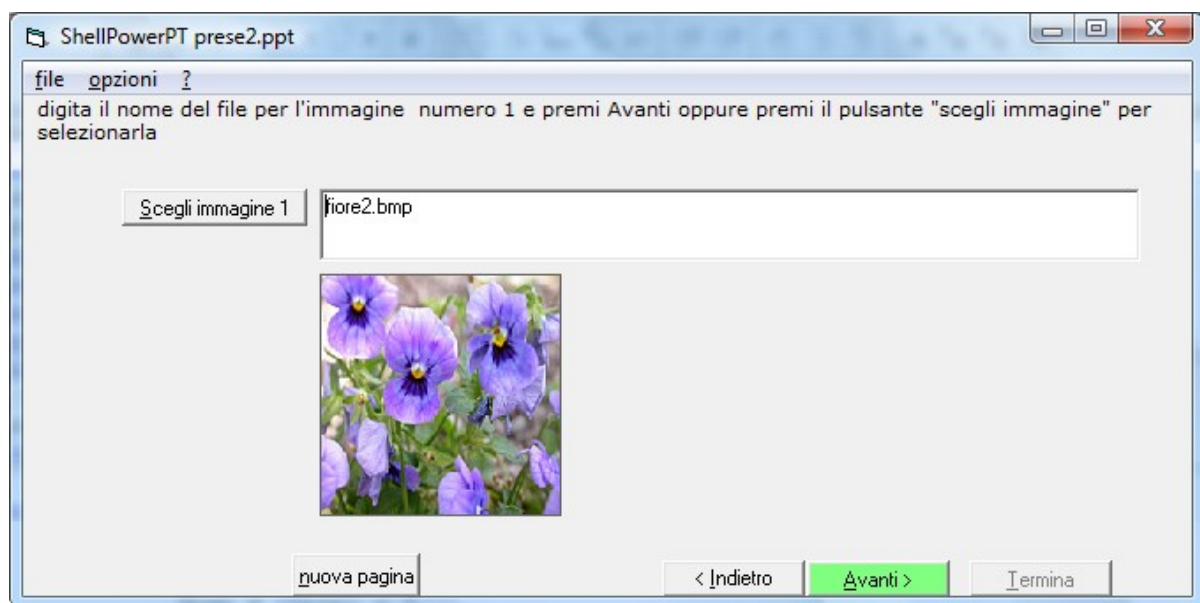 ShellPowerPT prese2.ppt
file opzioni ?
digita il nome del file per l'immagine  numero 1 e premi Avanti oppure premi il pulsante "scegli immagine" per
selezionarla
Scegli immagine 1 fiore2.bmp
nuova pagina < Indietro Avanti > Termina